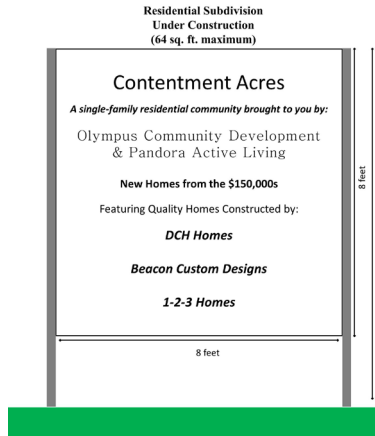 Residential Subdivision
Under Construction
(64 sq. ft. maximum)
Contentment Acres
A single-family residential community brought to you by:
Olympus Community Development
& Pandora Active Living
New Homes from the $150,000s
Featuring Quality Homes Constructed by:
DCH Homes
Beacon Custom Designs
1-2-3 Homes
8 feet
8 feet